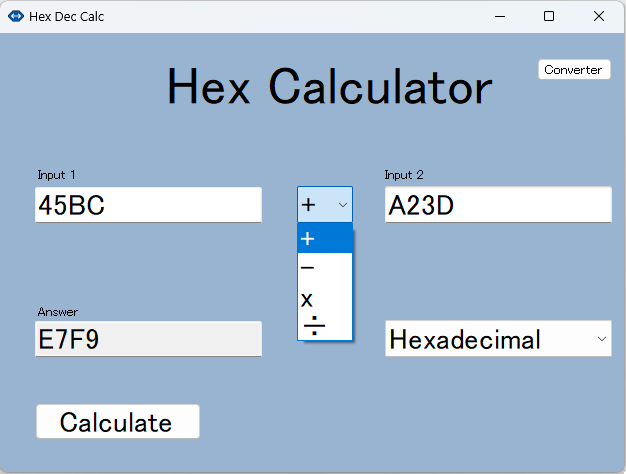 Hex Dec Calc
Hex Calculator
Converter
Input 1
Input 2
45BC
+
A23D
+
−
x
÷
Answer
E7F9
Hexadecimal
Calculate